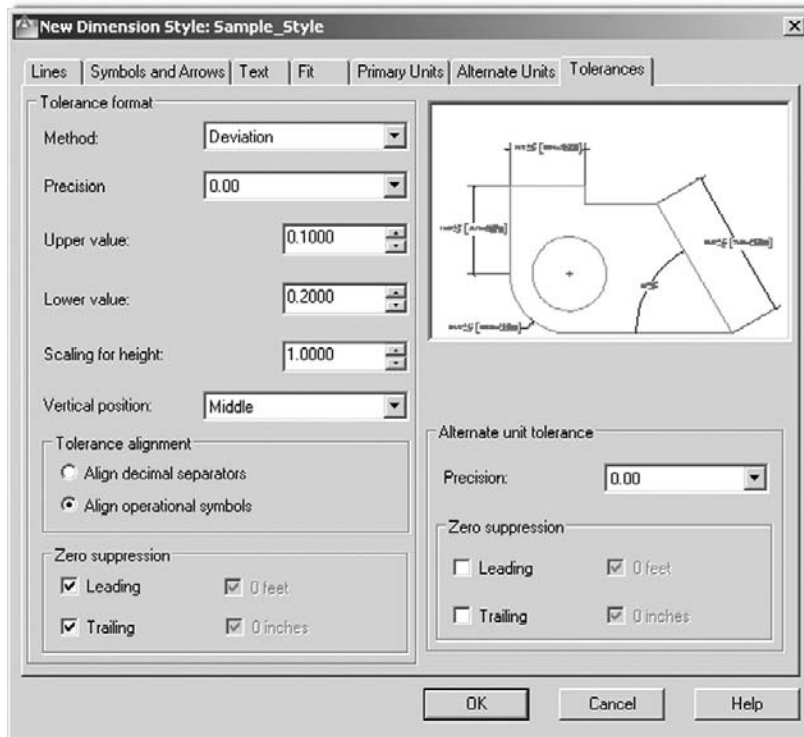 New Dimension Style: Sample_Style
Lines
Symbols and Arrows
Text
Fit
Primary Units
Alternate Units
Tolerances
Tolerance format
Method:
Deviation
Precision
0.00
Upper value:
0.1000
Lower value:
0.2000
Scaling for height:
1.0000
Vertical position:
Middle
Tolerance alignment
Align decimal separators
Align operational symbols
Zero suppression
Leading
0 feet
Trailing
0 inches
Alternate unit tolerance
Precision:
0.00
Zero suppression
Leading
0 feet
Trailing
0 inches
OK
Cancel
Help